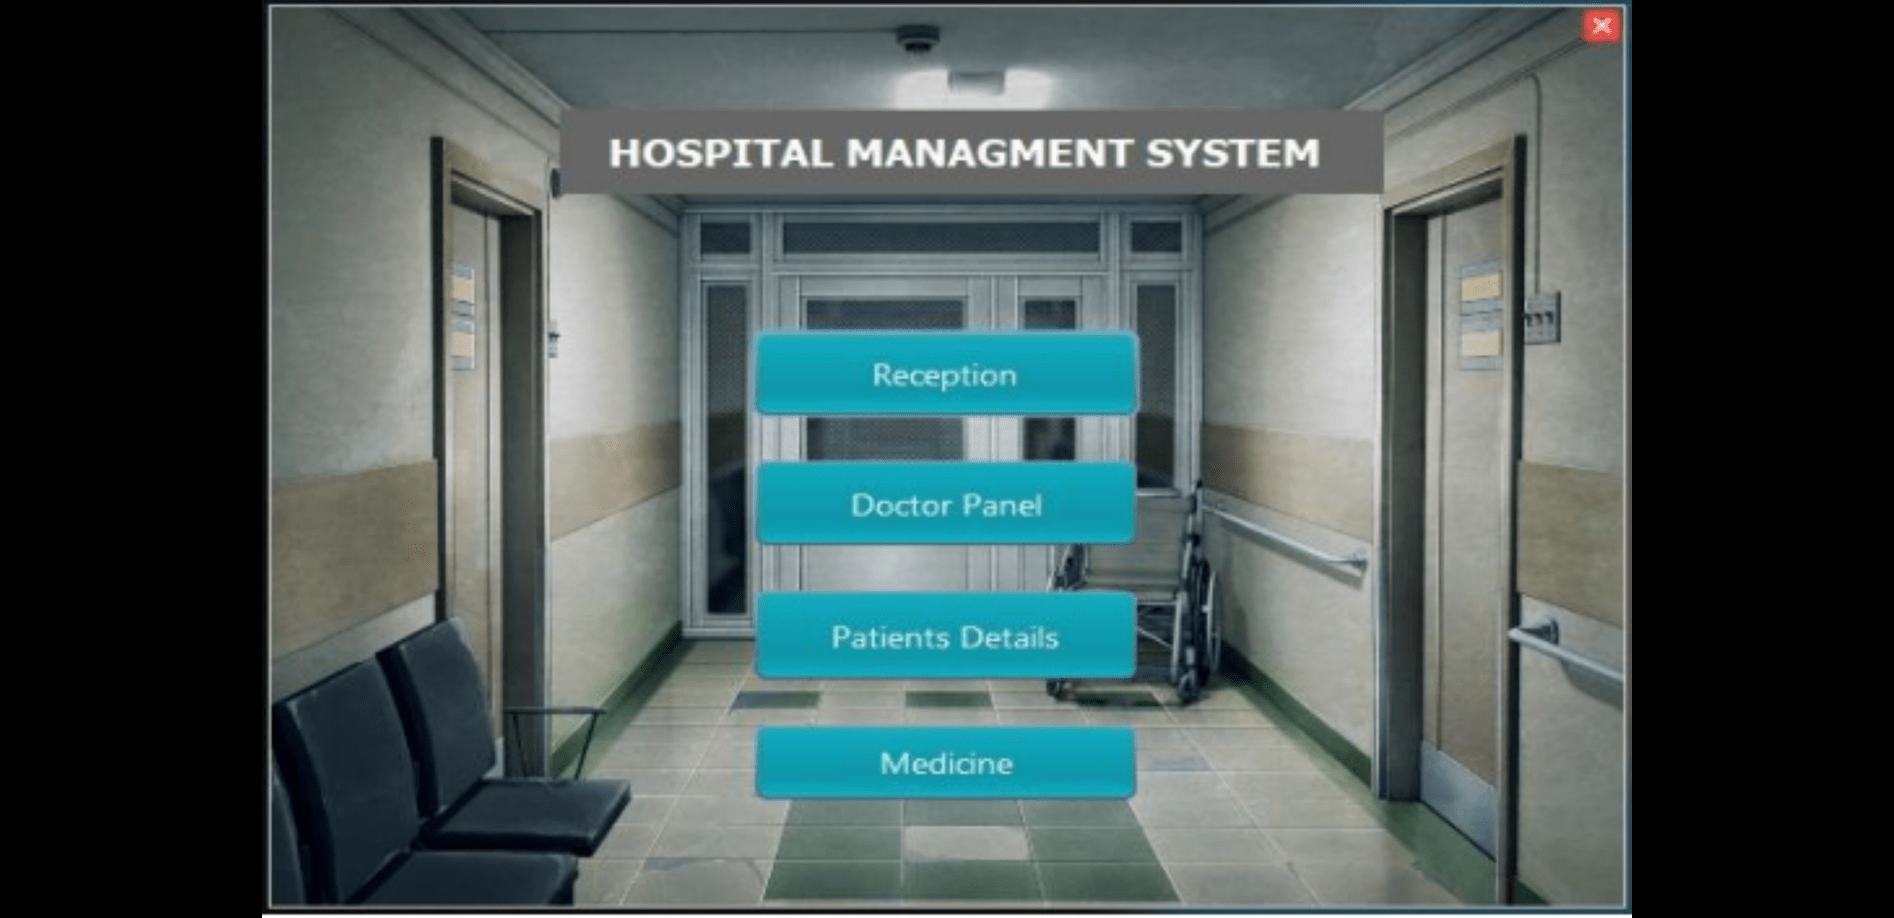 HOSPITAL MANAGMENT SYSTEM
Reception
Doctor Panel
Patients Details
Medicine